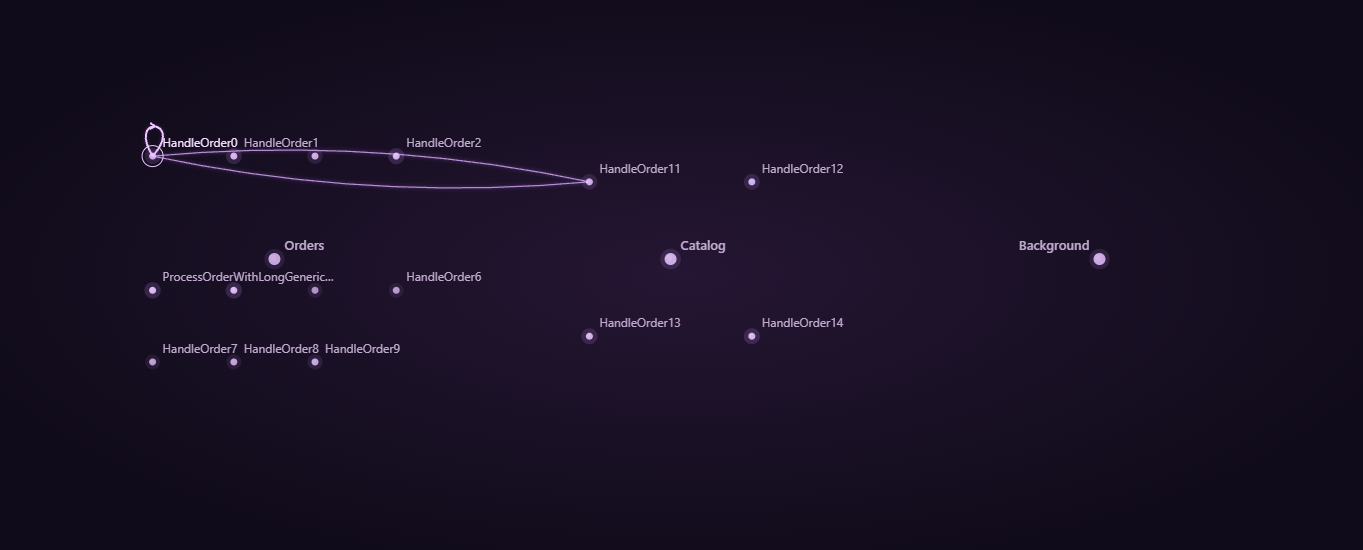 HandleOrder0 HandleOrder1 HandleOrder2
HandleOrder11 HandleOrder12
Orders Catalog Background
ProcessOrderWithLongGeneric... HandleOrder6
HandleOrder13 HandleOrder14
HandleOrder7 HandleOrder8 HandleOrder9